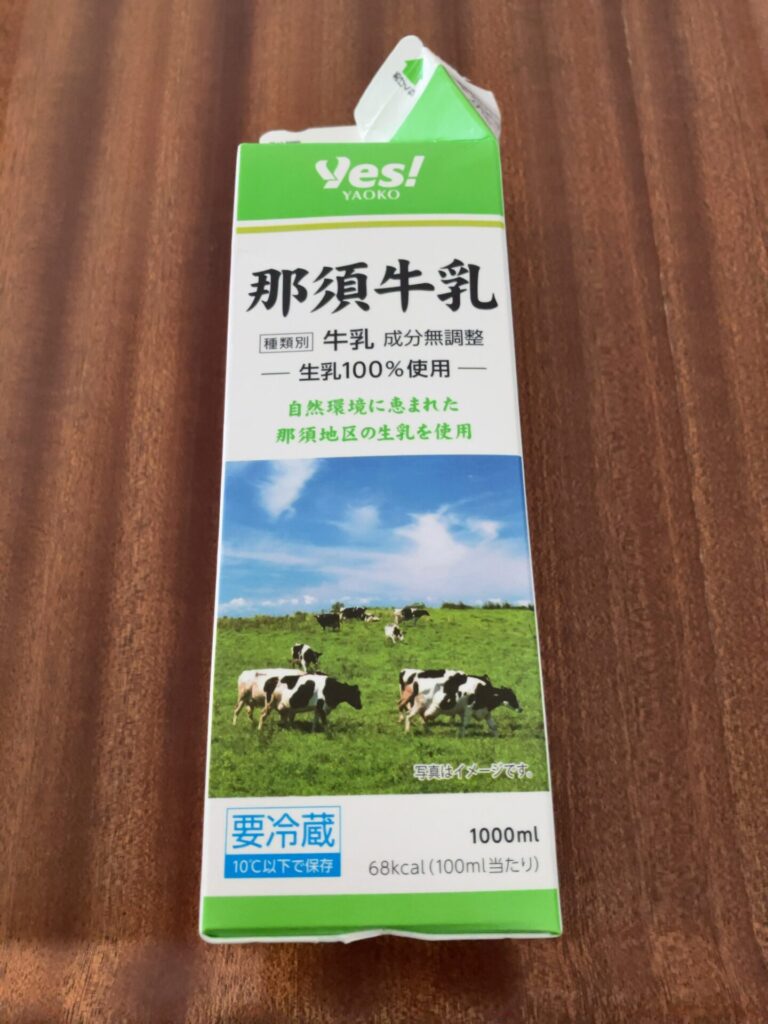 Yes!
YAOKO
那須牛乳
種類別 牛乳 成分無調整
生乳100%使用
自然環境に恵まれた
那須地区の生乳を使用
写真はイメージです。
要冷蔵
10℃以下で保存
1000ml
68kcal(100ml当たり)